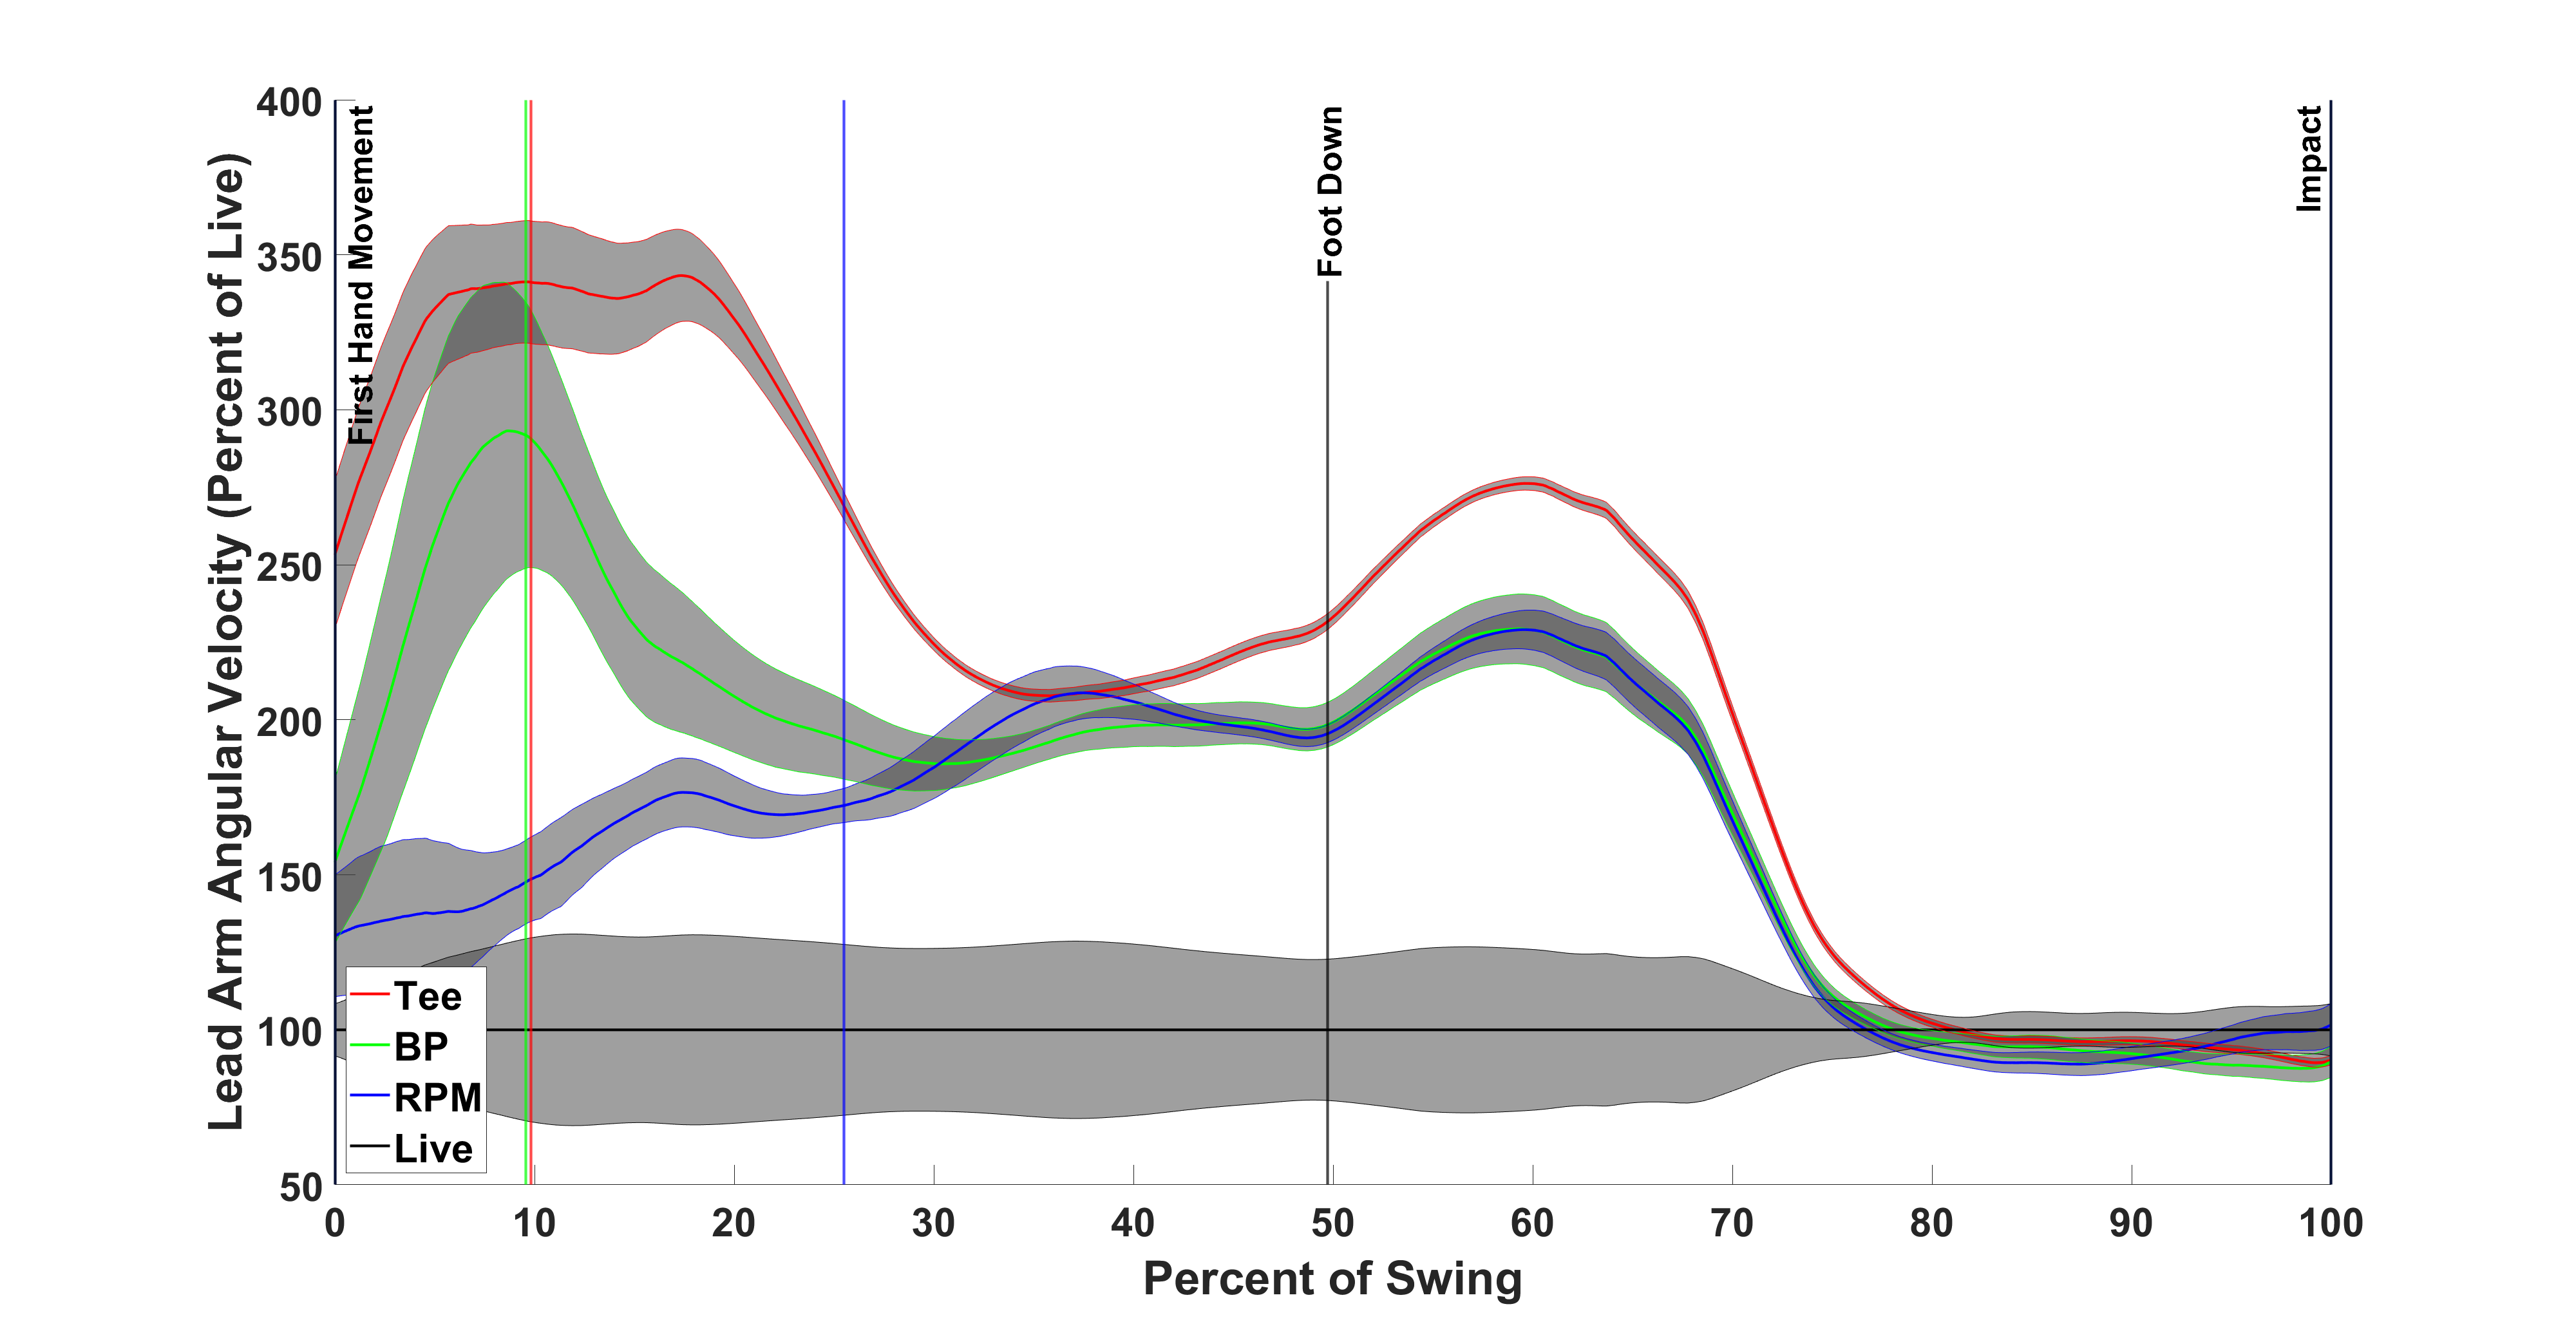 Lead Arm Angular Velocity (Percent of Live)
400
350
300
250
200
150
100
50
First Hand Movement
Foot Down
Impact
Tee
BP
RPM
Live
0 10 20 30 40 50 60 70 80 90 100
Percent of Swing